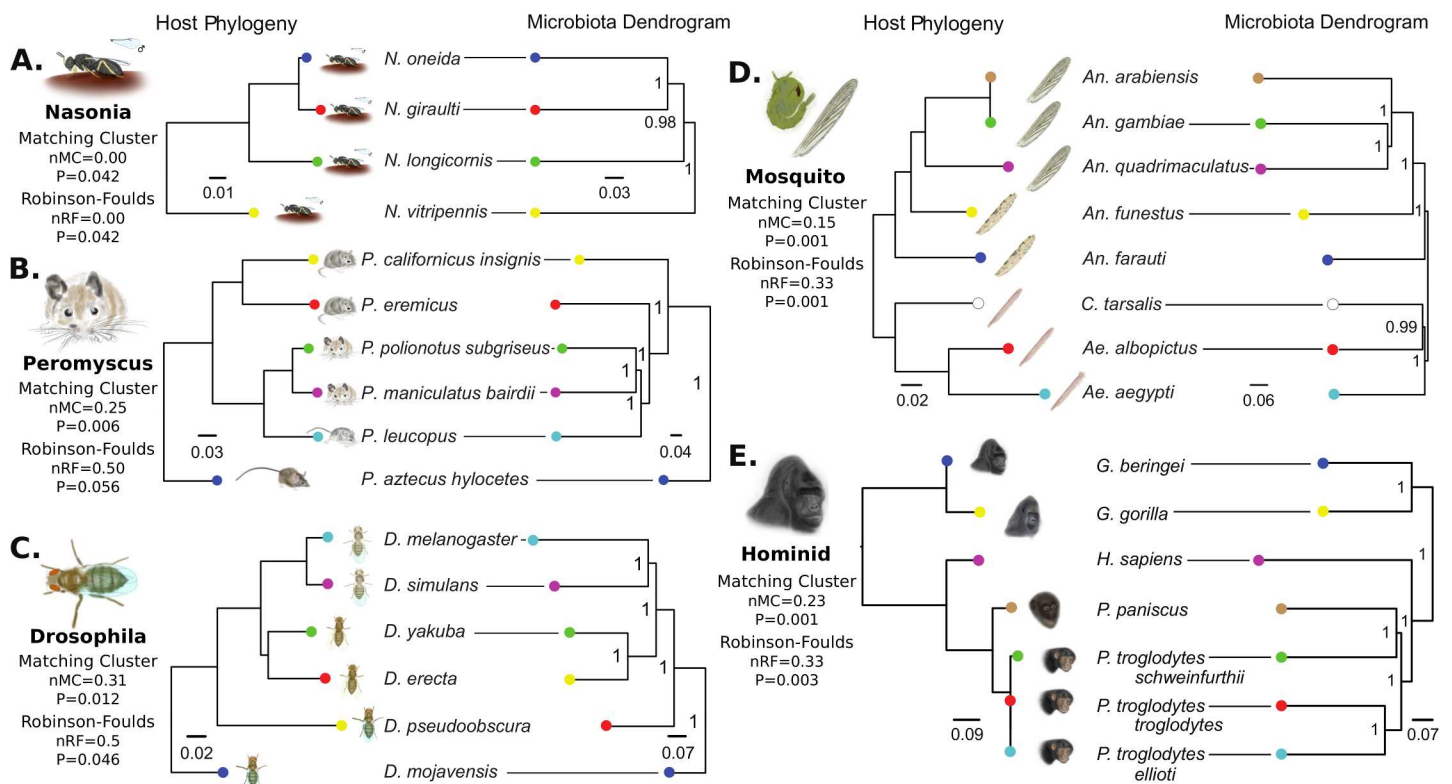 Host Phylogeny
Microbiota Dendrogram
A.
Nasonia
Matching Cluster
nMC=0.00
P=0.042
Robinson-Foulds
nRF=0.00
P=0.042
♂
N. oneida
N. giraulti
N. longicornis
N. vitripennis
0.01
0.03
1
0.98
1
B.
Peromyscus
Matching Cluster
nMC=0.25
P=0.006
Robinson-Foulds
nRF=0.50
P=0.056
P. californicus insignis
P. eremicus
P. polionotus subgriseus
P. maniculatus bairdii
P. leucopus
P. aztecus hylocetes
0.03
0.04
1
1
1
1
1
C.
Drosophila
Matching Cluster
nMC=0.31
P=0.012
Robinson-Foulds
nRF=0.5
P=0.046
D. melanogaster
D. simulans
D. yakuba
D. erecta
D. pseudoobscura
D. mojavensis
0.02
0.07
1
1
1
1
Host Phylogeny
Microbiota Dendrogram
D.
Mosquito
Matching Cluster
nMC=0.15
P=0.001
Robinson-Foulds
nRF=0.33
P=0.001
An. arabiensis
An. gambiae
An. quadrimaculatus
An. funestus
An. farauti
C. tarsalis
Ae. albopictus
Ae. aegypti
0.02
0.06
1
1
1
1
0.99
1
E.
Hominid
Matching Cluster
nMC=0.23
P=0.001
Robinson-Foulds
nRF=0.33
P=0.003
G. beringei
G. gorilla
H. sapiens
P. paniscus
P. troglodytes
schweinfurthii
P. troglodytes
troglodytes
P. troglodytes
ellioti
0.09
0.07
1
1
1
1
1